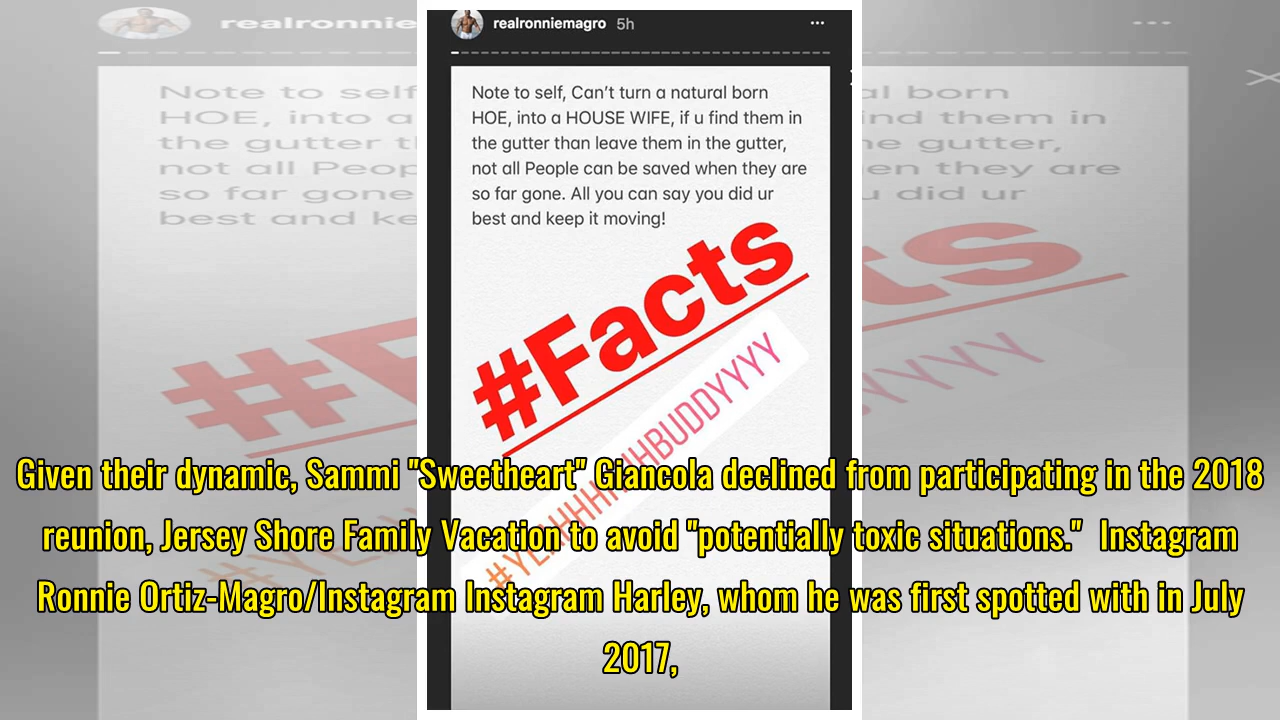 realronniemagro 5h
Note to self, Can't turn a natural born
HOE, into a HOUSE WIFE, if u find them in
the gutter than leave them in the gutter,
not all People can be saved when they are
so far gone. All you can say you did ur
best and keep it moving!
#Facts
#YEAHHHHHHBUDDYYYY
Given their dynamic, Sammi "Sweetheart" Giancola declined from participating in the 2018
reunion, Jersey Shore Family Vacation to avoid "potentially toxic situations."  Instagram
Ronnie Ortiz-Magro/Instagram Instagram Harley, whom he was first spotted with in July
2017,